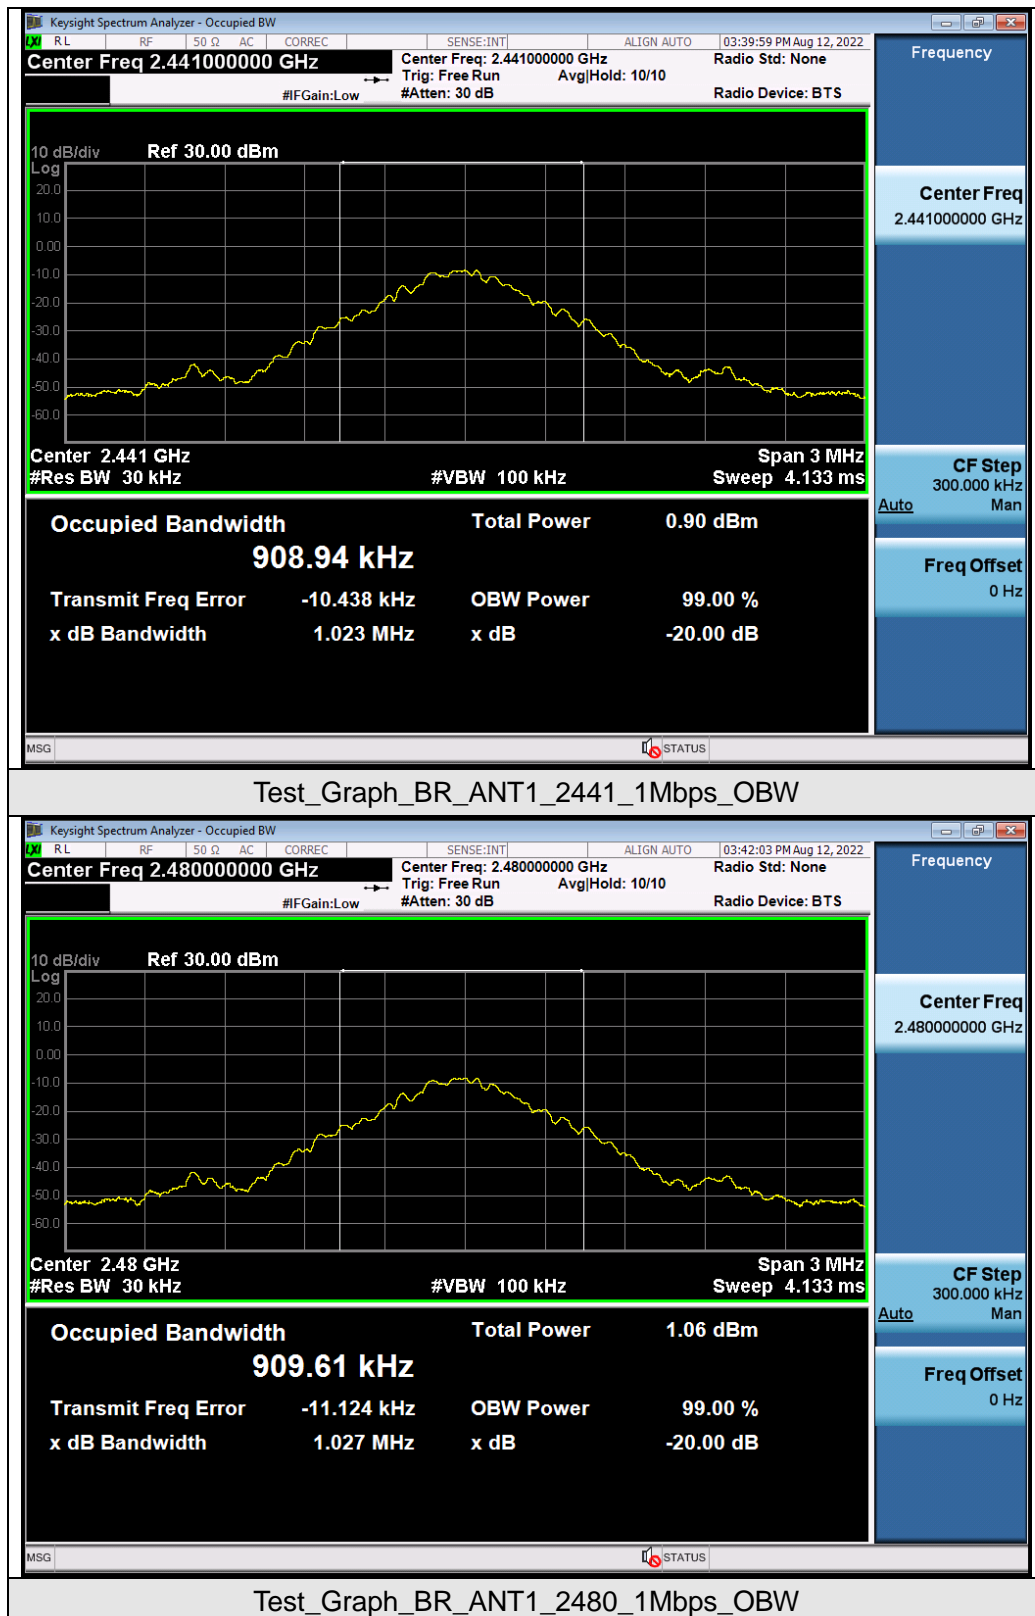 Keysight Spectrum Analyzer - Occupied BW
LXI RL RF 50 Ω AC CORREC SENSE:INT ALIGN AUTO 03:39:59 PM Aug 12, 2022
Center Freq 2.441000000 GHz Center Freq: 2.441000000 GHz Radio Std: None Frequency
Trig: Free Run Avg|Hold: 10/10
#IFGain:Low #Atten: 30 dB Radio Device: BTS
10 dB/div Ref 30.00 dBm
Log
20.0
10.0
0.00
-10.0
-20.0
-30.0
-40.0
-50.0
-60.0
Center 2.441 GHz Span 3 MHz
#Res BW 30 kHz #VBW 100 kHz Sweep 4.133 ms
Center Freq
2.441000000 GHz
CF Step
300.000 kHz
Auto Man
Freq Offset
0 Hz
Occupied Bandwidth Total Power 0.90 dBm
908.94 kHz
Transmit Freq Error -10.438 kHz OBW Power 99.00 %
x dB Bandwidth 1.023 MHz x dB -20.00 dB
MSG STATUS
Test_Graph_BR_ANT1_2441_1Mbps_OBW
Keysight Spectrum Analyzer - Occupied BW
LXI RL RF 50 Ω AC CORREC SENSE:INT ALIGN AUTO 03:42:03 PM Aug 12, 2022
Center Freq 2.480000000 GHz Center Freq: 2.480000000 GHz Radio Std: None Frequency
Trig: Free Run Avg|Hold: 10/10
#IFGain:Low #Atten: 30 dB Radio Device: BTS
10 dB/div Ref 30.00 dBm
Log
20.0
10.0
0.00
-10.0
-20.0
-30.0
-40.0
-50.0
-60.0
Center 2.48 GHz Span 3 MHz
#Res BW 30 kHz #VBW 100 kHz Sweep 4.133 ms
Center Freq
2.480000000 GHz
CF Step
300.000 kHz
Auto Man
Freq Offset
0 Hz
Occupied Bandwidth Total Power 1.06 dBm
909.61 kHz
Transmit Freq Error -11.124 kHz OBW Power 99.00 %
x dB Bandwidth 1.027 MHz x dB -20.00 dB
MSG STATUS
Test_Graph_BR_ANT1_2480_1Mbps_OBW